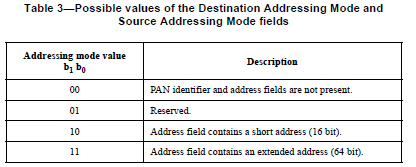 Table 3—Possible values of the Destination Addressing Mode and
Source Addressing Mode fields
Addressing mode value
b1 b0
Description
00 PAN identifier and address fields are not present.
01 Reserved.
10 Address field contains a short address (16 bit).
11 Address field contains an extended address (64 bit).